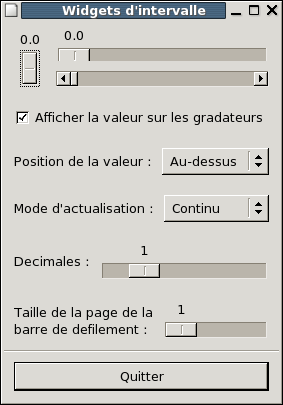 Widgets d'intervalle
0.0
0.0
Afficher la valeur sur les gradateurs
Position de la valeur :
Au-dessus
Mode d'actualisation :
Continu
1
Decimales :
1
Taille de la page de la
barre de defilement :
Quitter